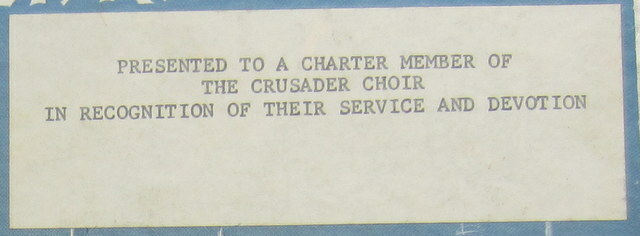 PRESENTED TO A CHARTER MEMBER OF
THE CRUSADER CHOIR
IN RECOGNITION OF THEIR SERVICE AND DEVOTION